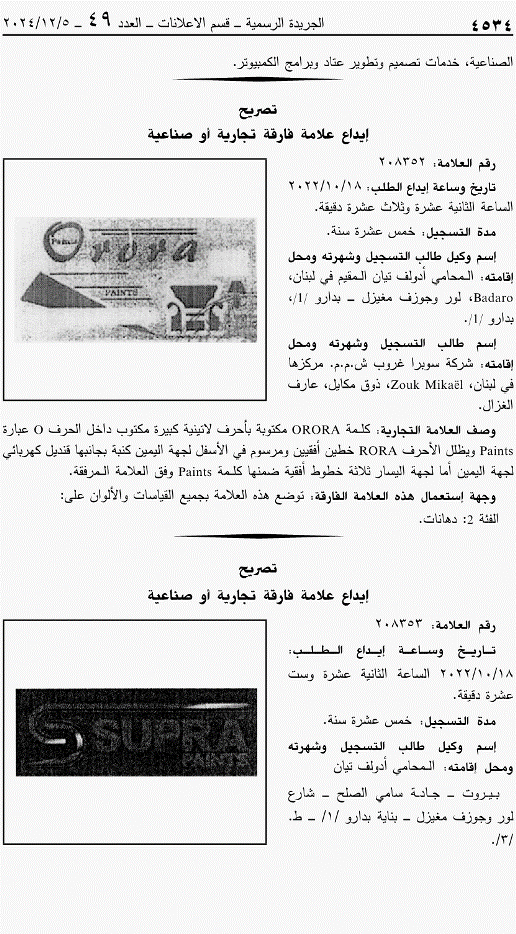 ٤٥٣٤
الجريدة الرسمية ـ قسم الاعلانات ـ العدد ٤٩ ـ ٢٠٢٤/١٢/٥
الصناعية، خدمات تصميم وتطوير عتاد وبرامج الكمبيوتر.
تصريح
إيداع علامة فارقة تجارية أو صناعية
رقم العلامة: ٢٠٨٣٥٢
تاريخ وساعة إيداع الطلب: ٢٠٢٢/١٠/١٨
الساعة الثانية عشرة وثلاث عشرة دقيقة.
مدة التسجيل: خمس عشرة سنة.
إسم وكيل طالب التسجيل وشهرته ومحل
إقامته: المحامي أدولف تيان المقيم في لبنان،
Badaro، لور وجوزف مغيزل ـ بدارو /1/،
بدارو /1/.
إسم طالب التسجيل وشهرته ومحل
إقامته: شركة سوبرا غروب ش.م.م. مركزها
في لبنان، Zouk Mikaël، ذوق مكايل، عارف
الغزال.
Paints
Orora
PAINTS
وصف العلامة التجارية: كلمة ORORA مكتوبة بأحرف لاتينية كبيرة مكتوب داخل الحرف O عبارة
Paints ويظلل الأحرف RORA خطين أفقيين ومرسوم في الأسفل لجهة اليمين كنبة بجانبها قنديل كهربائي
لجهة اليمين أما لجهة اليسار ثلاثة خطوط أفقية ضمنها كلمة Paints وفق العلامة المرفقة.
وجهة إستعمال هذه العلامة الفارقة: توضع هذه العلامة بجميع القياسات والألوان على:
الفئة 2: دهانات.
تصريح
إيداع علامة فارقة تجارية أو صناعية
رقم العلامة: ٢٠٨٣٥٣
تاريخ وساعة إيداع الطلب:
٢٠٢٢/١٠/١٨ الساعة الثانية عشرة وست
عشرة دقيقة.
مدة التسجيل: خمس عشرة سنة.
إسم وكيل طالب التسجيل وشهرته
ومحل إقامته: المحامي أدولف تيان
بيروت ـ جادة سامي الصلح ـ شارع
لور وجوزف مغيزل ـ بناية بدارو /١/ ـ ط.
/٣/.
SUPRA
PAINTS